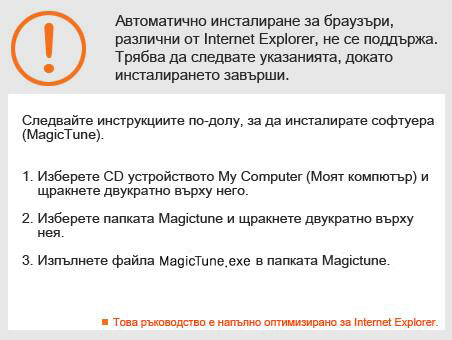 Автоматично инсталиране за браузъри,
различни от Internet Explorer, не се поддържа.
Трябва да следвате указанията, докато
инсталирането завърши.
Следвайте инструкциите по-долу, за да инсталирате софтуера
(MagicTune).
1. Изберете CD устройството My Computer (Моят компютър) и
щракнете двукратно върху него.
2. Изберете папката Magictune и щракнете двукратно върху
нея.
3. Изпълнете файла MagicTune.exe в папката Magictune.
Това ръководство е напълно оптимизирано за Internet Explorer.